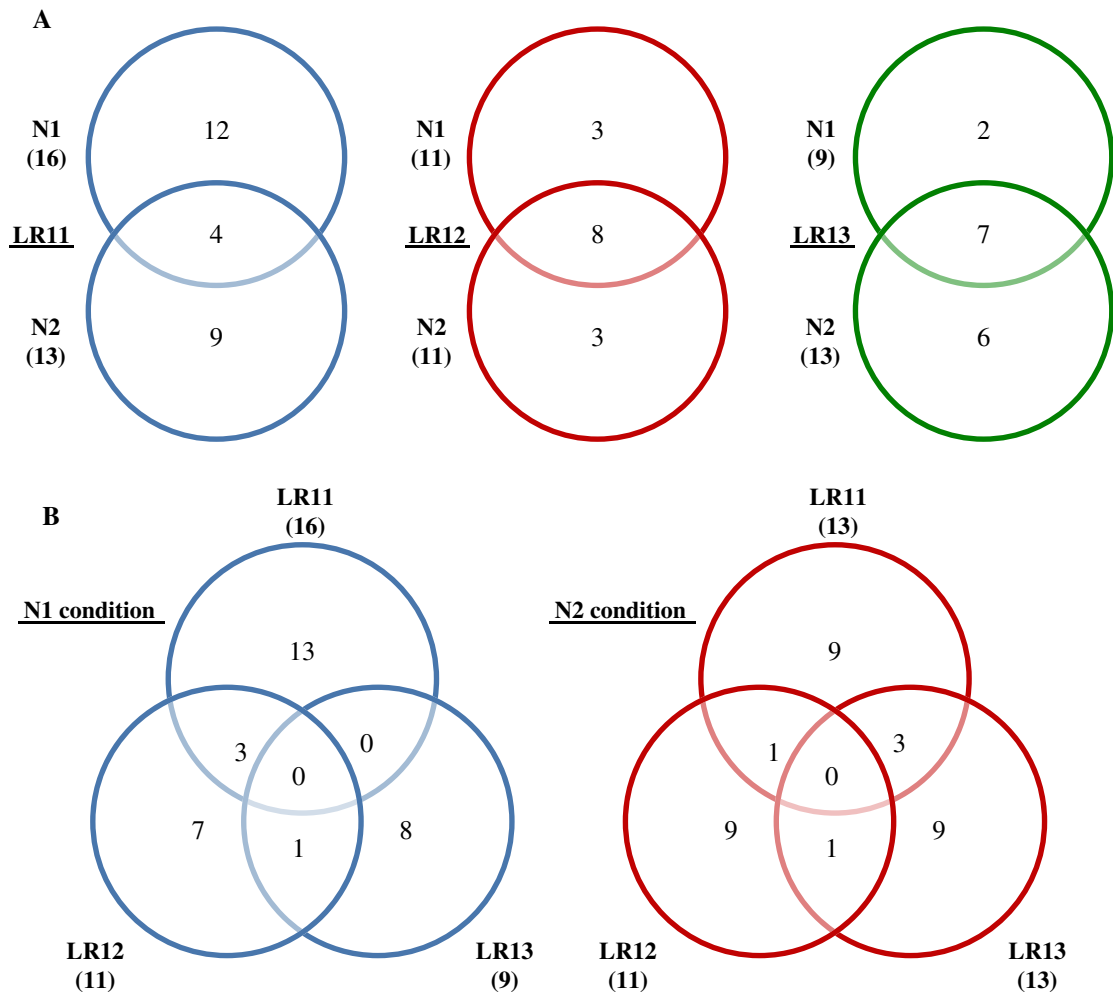 A
N1
(16)
12
LR11
4
N2
(13)
9
N1
(11)
3
LR12
8
N2
(11)
3
N1
(9)
2
LR13
7
N2
(13)
6
B
LR11
(16)
N1 condition
13
3
0
0
7
1
8
LR12
(11)
LR13
(9)
LR11
(13)
N2 condition
9
1
3
0
9
1
9
LR12
(11)
LR13
(13)